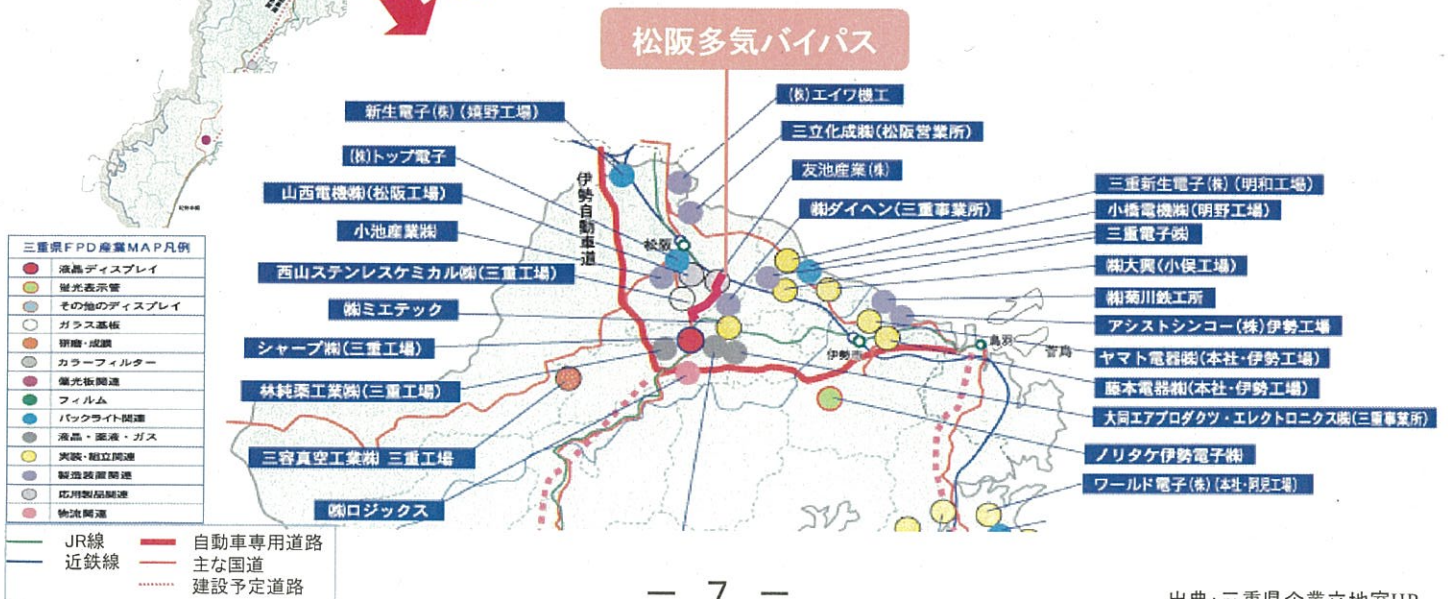 松阪多気バイパス
新生電子(株)(嬉野工場)
(株)トップ電子
山西電機㈱(松阪工場)
小池産業㈱
西山ステンレスケミカル㈱(三重工場)
㈱ミエテック
シャープ㈱(三重工場)
林純薬工業㈱(三重工場)
三容真空工業㈱ 三重工場
㈱ロジックス
(株)エイワ機工
三立化成㈱(松阪営業所)
友池産業(株)
㈱ダイヘン(三重事業所)
三重新生電子(株)(明和工場)
小橋電機㈱(明野工場)
三重電子㈱
㈱大興(小俣工場)
㈱菊川鉄工所
アシストシンコー(株)伊勢工場
ヤマト電器㈱(本社・伊勢工場)
藤本電器㈱(本社・伊勢工場)
大同エアプロダクツ・エレクトロニクス㈱(三重事業所)
ノリタケ伊勢電子㈱
ワールド電子(株)(本社・阿児工場)
伊勢自動車道
松阪
伊勢市
鳥羽
菅島
三重県FPD産業MAP凡例
液晶ディスプレイ
蛍光表示管
その他のディスプレイ
ガラス基板
研磨・成膜
カラーフィルター
偏光板関連
フィルム
バックライト関連
液晶・薬液・ガス
実装・組立関連
製造装置関連
応用製品関連
物流関連
JR線
近鉄線
自動車専用道路
主な国道
建設予定道路
— 7 —
出典:三重県企業立地室HP